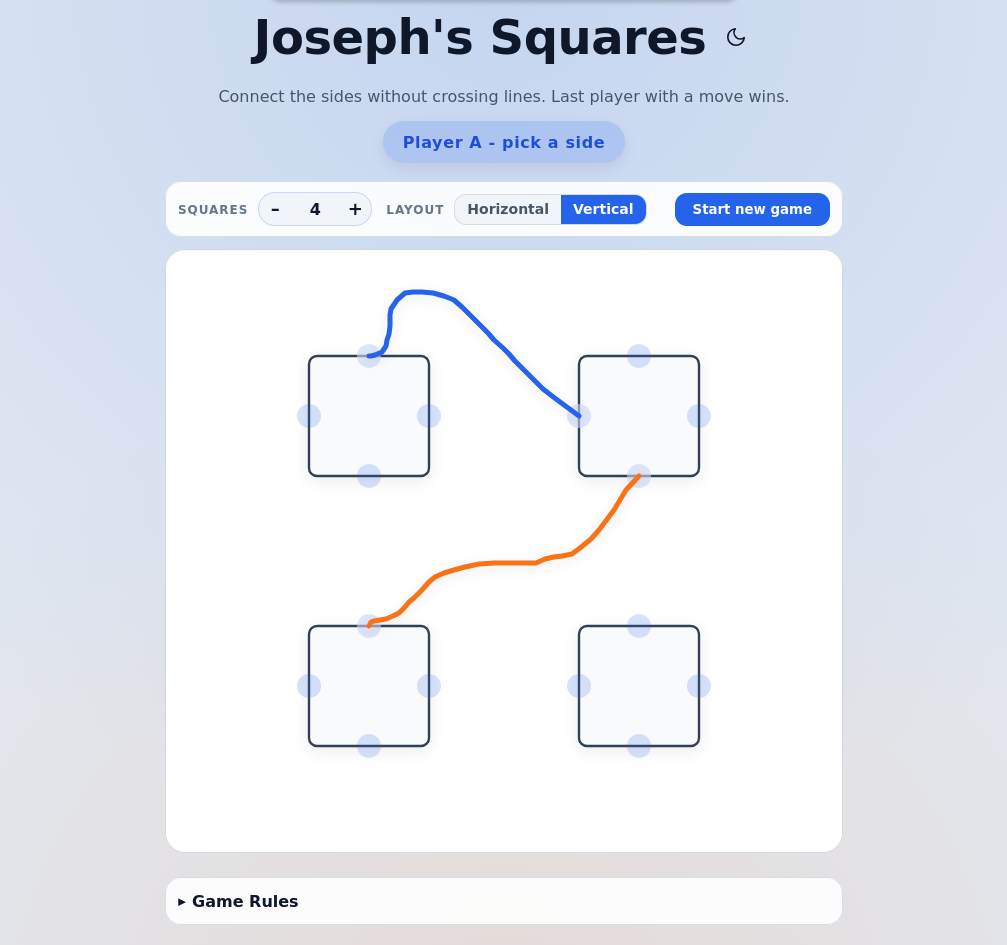 Joseph's Squares
Connect the sides without crossing lines. Last player with a move wins.
Player A - pick a side
SQUARES – 4 + LAYOUT Horizontal Vertical Start new game
▸ Game Rules